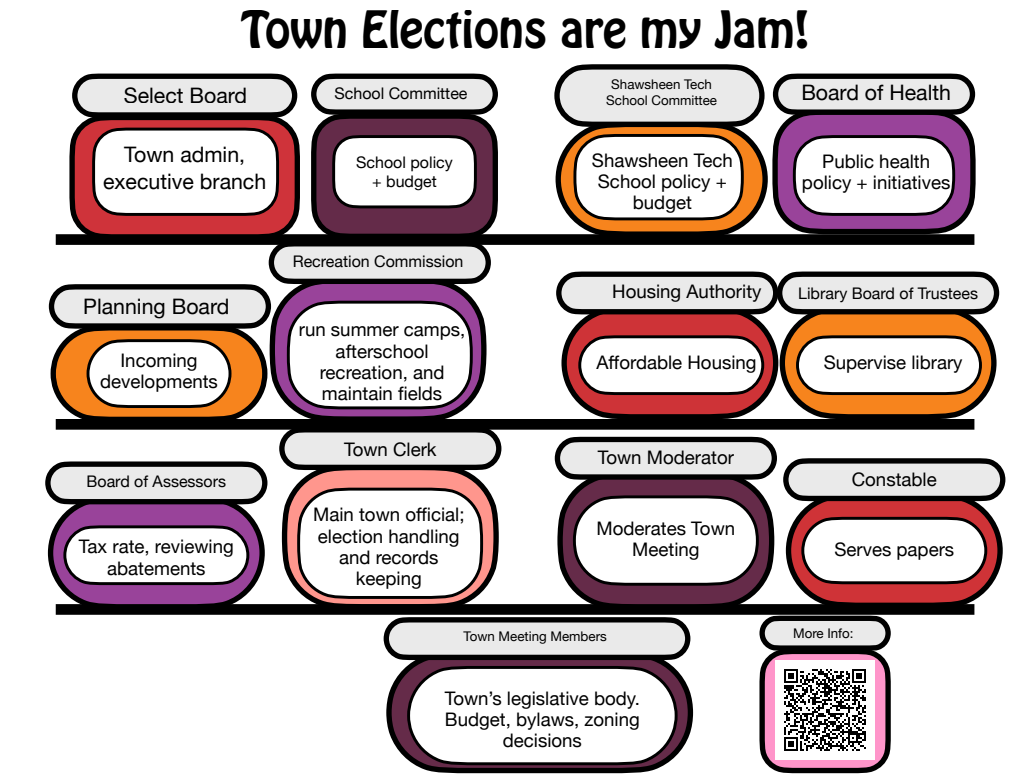 Town Elections are my Jam!
Select Board
Town admin,
executive branch
School Committee
School policy
+ budget
Shawsheen Tech
School Committee
Shawsheen Tech
School policy +
budget
Board of Health
Public health
policy + initiatives
Planning Board
Incoming
developments
Recreation Commission
run summer camps,
afterschool
recreation, and
maintain fields
Housing Authority
Affordable Housing
Library Board of Trustees
Supervise library
Board of Assessors
Tax rate, reviewing
abatements
Town Clerk
Main town official;
election handling
and records
keeping
Town Moderator
Moderates Town
Meeting
Constable
Serves papers
Town Meeting Members
Town’s legislative body.
Budget, bylaws, zoning
decisions
More Info: